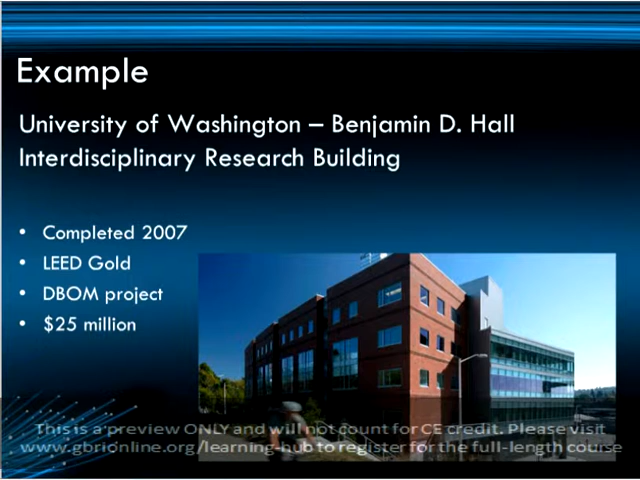 Example
University of Washington – Benjamin D. Hall
Interdisciplinary Research Building
• Completed 2007
• LEED Gold
• DBOM project
• $25 million
This is a preview ONLY and will not count for CE credit. Please visit
www.gbrionline.org/learning-hub to register for the full-length course